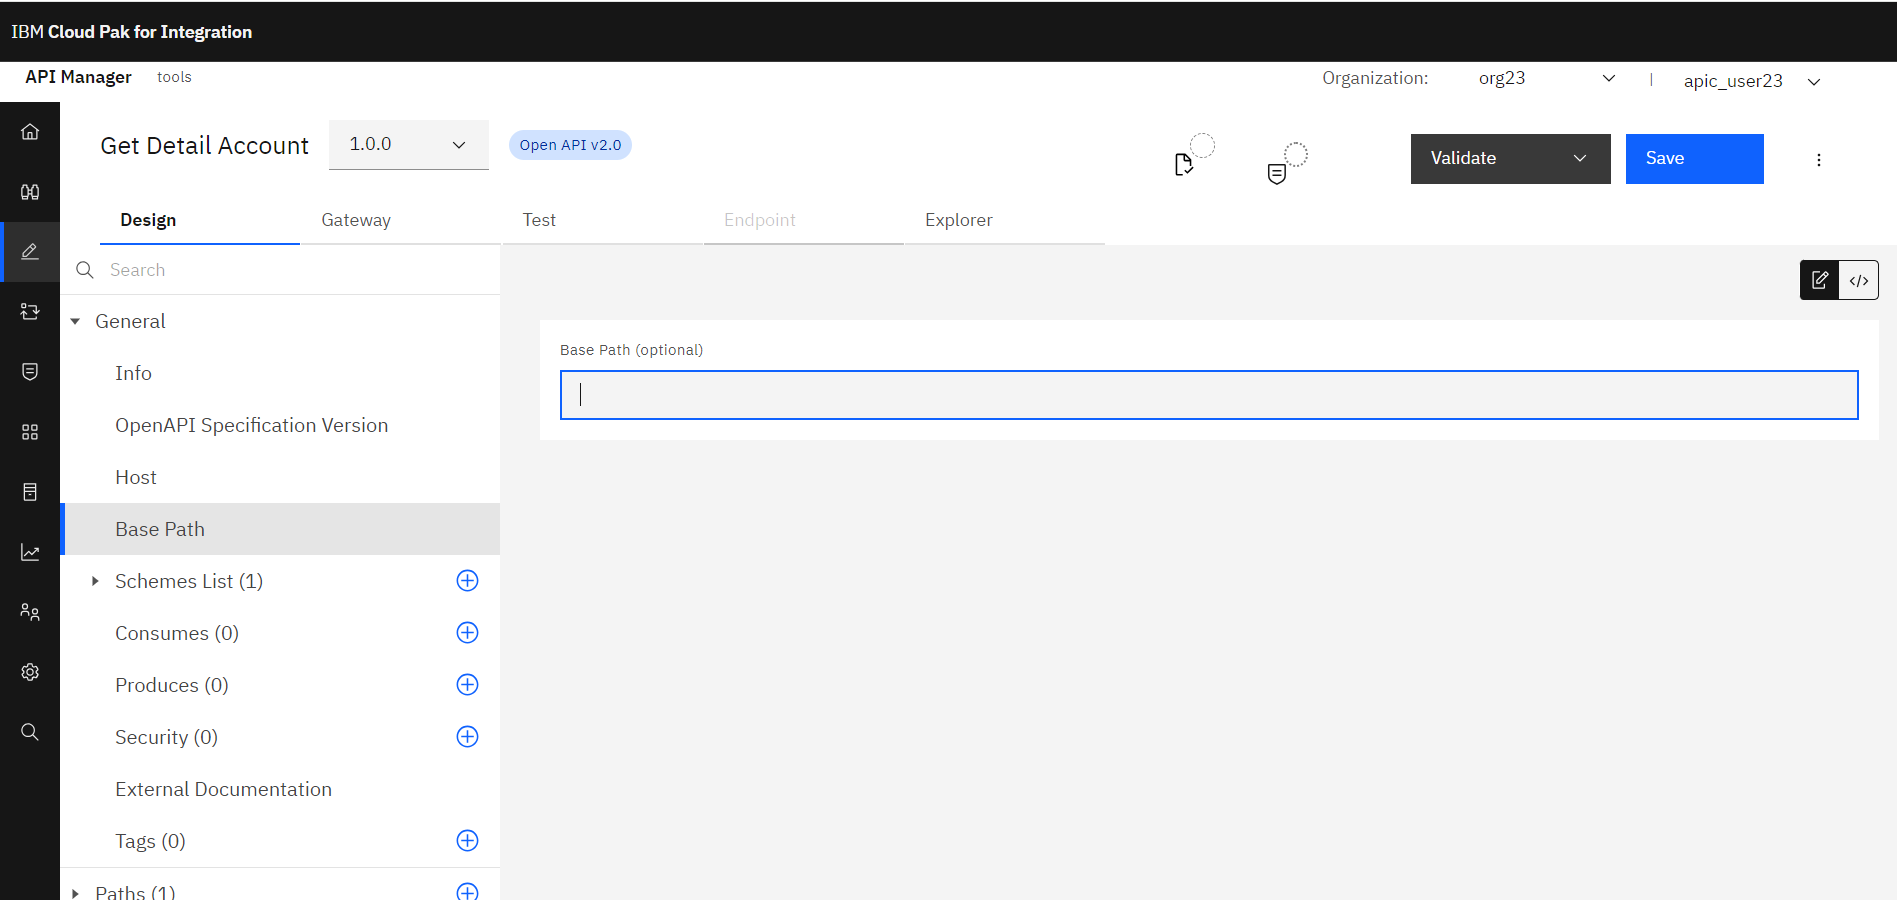 IBM Cloud Pak for Integration
API Manager tools
Organization: org23 | apic_user23
Get Detail Account 1.0.0 Open API v2.0
Validate Save
Design Gateway Test Endpoint Explorer
Search
General
Base Path (optional)
Info
OpenAPI Specification Version
Host
Base Path
Schemes List (1)
Consumes (0)
Produces (0)
Security (0)
External Documentation
Tags (0)
Paths (1)